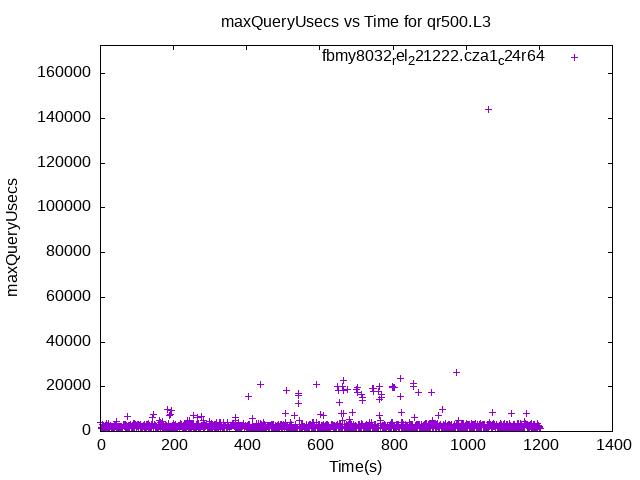 maxQueryUsecs vs Time for qr500.L3
fbmy8032rel221222.cza1c24r64
160000
140000
120000
100000
80000
60000
40000
20000
0
maxQueryUsecs
0 200 400 600 800 1000 1200 1400
Time(s)